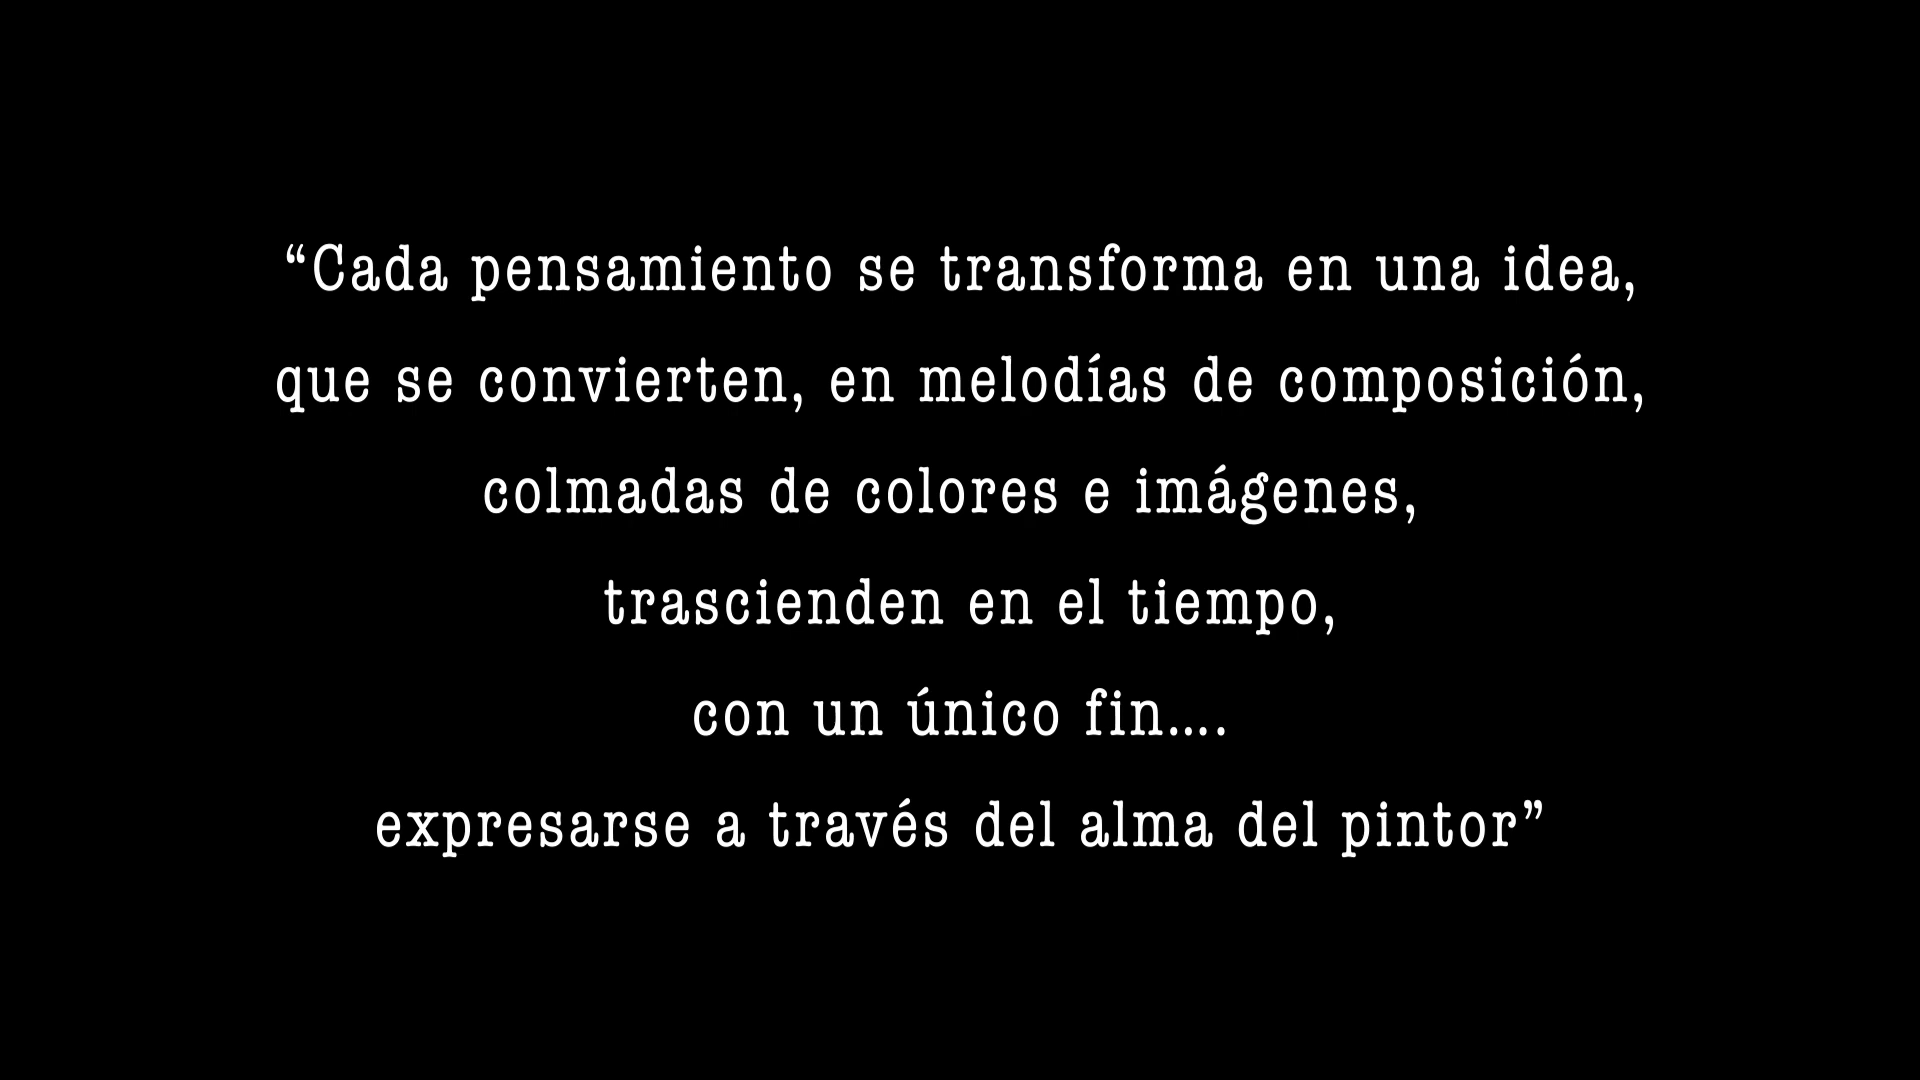 “Cada pensamiento se transforma en una idea,
que se convierten, en melodías de composición,
colmadas de colores e imágenes,
trascienden en el tiempo,
con un único fin….
expresarse a través del alma del pintor”